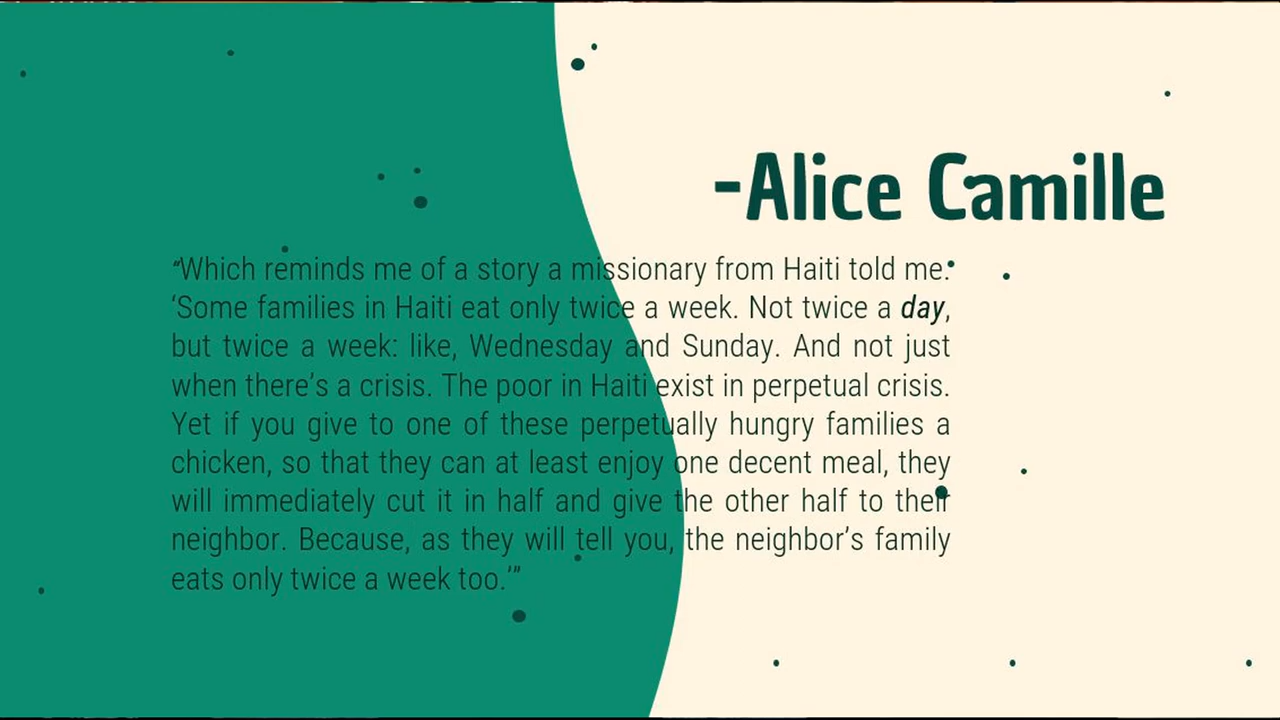 -Alice Camille
“Which reminds me of a story a missionary from Haiti told me.
‘Some families in Haiti eat only twice a week. Not twice a day,
but twice a week: like, Wednesday and Sunday. And not just
when there’s a crisis. The poor in Haiti exist in perpetual crisis.
Yet if you give to one of these perpetually hungry families a
chicken, so that they can at least enjoy one decent meal, they
will immediately cut it in half and give the other half to their
neighbor. Because, as they will tell you, the neighbor’s family
eats only twice a week too.’”